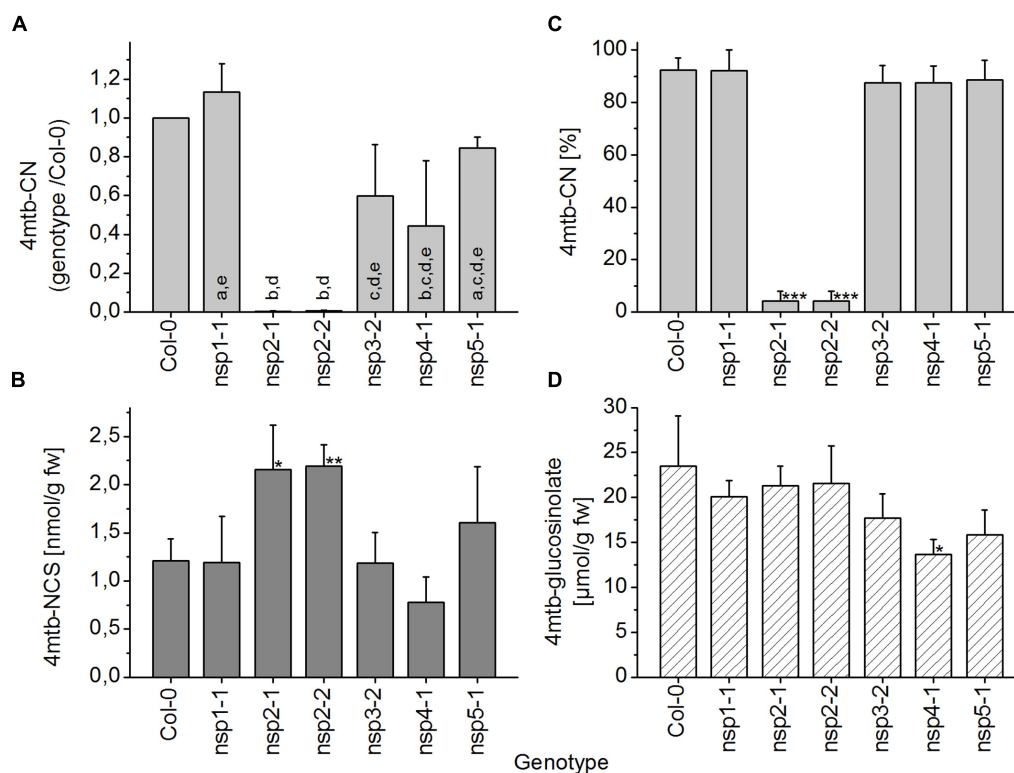 A
4mtb-CN
(genotype /Col-0)
1,2
1,0
0,8
0,6
0,4
0,2
0,0
a,e
b,d
b,d
c,d,e
b,c,d,e
a,c,d,e
Col-0
nsp1-1
nsp2-1
nsp2-2
nsp3-2
nsp4-1
nsp5-1
C
4mtb-CN [%]
100
80
60
40
20
0
***
***
Col-0
nsp1-1
nsp2-1
nsp2-2
nsp3-2
nsp4-1
nsp5-1
B
4mtb-NCS [nmol/g fw]
2,5
2,0
1,5
1,0
0,5
0,0
*
**
Col-0
nsp1-1
nsp2-1
nsp2-2
nsp3-2
nsp4-1
nsp5-1
D
4mtb-glucosinolate
[µmol/g fw]
30
25
20
15
10
5
0
*
Col-0
nsp1-1
nsp2-1
nsp2-2
nsp3-2
nsp4-1
nsp5-1
Genotype